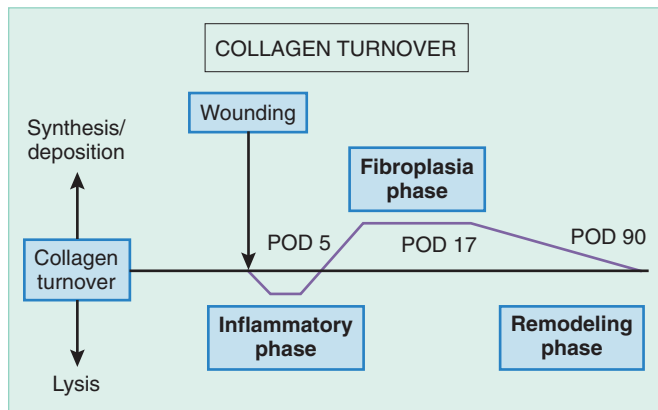 COLLAGEN TURNOVER
Wounding
Synthesis/
deposition
Fibroplasia
phase
POD 5
POD 17
POD 90
Collagen
turnover
Inflammatory
phase
Remodeling
phase
Lysis